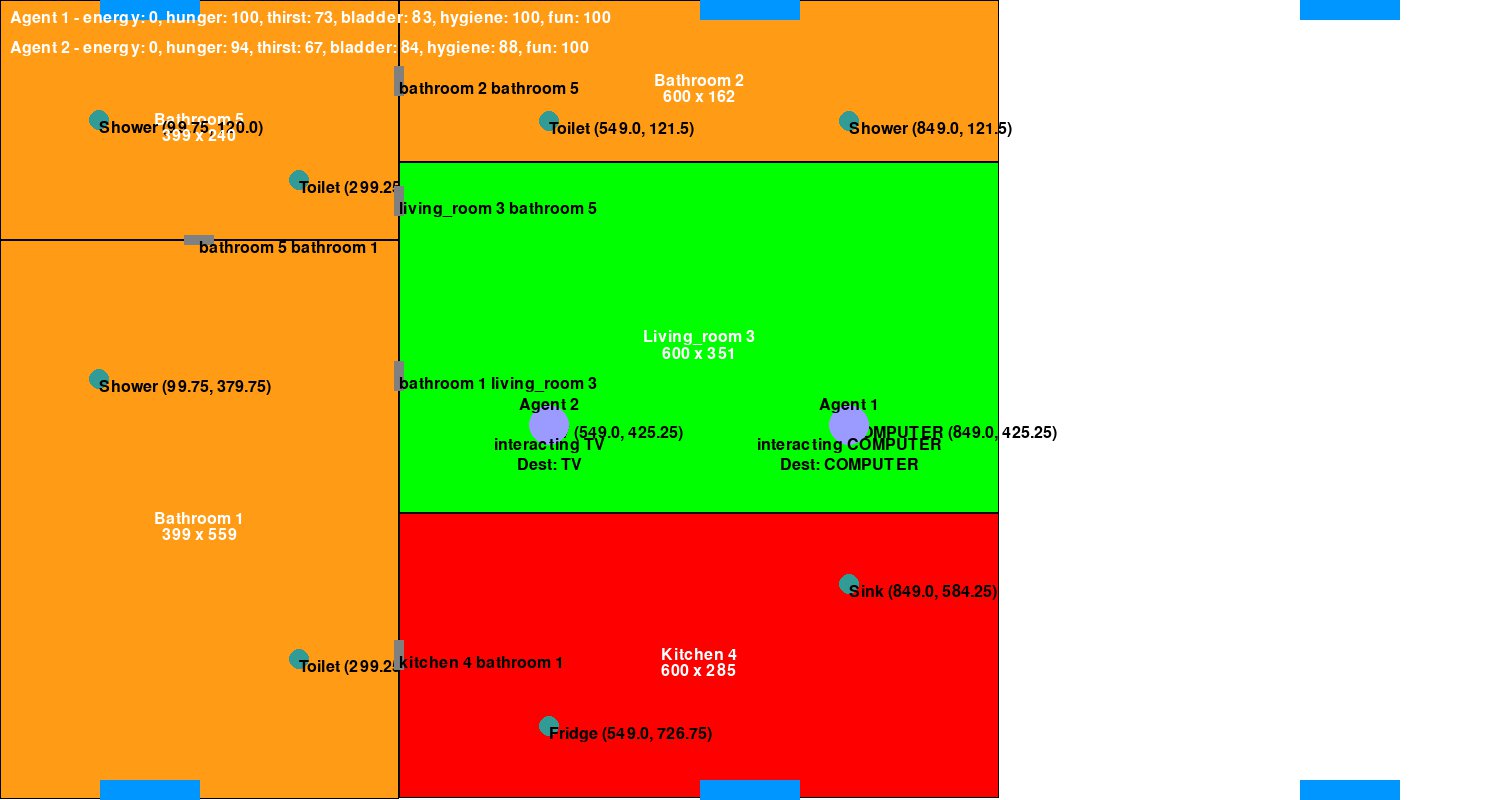 Agent 1 - energy: 0, hunger: 100, thirst: 73, bladder: 83, hygiene: 100, fun: 100
Agent 2 - energy: 0, hunger: 94, thirst: 67, bladder: 84, hygiene: 88, fun: 100
Bathroom 2
600 x 162
bathroom 2 bathroom 5
Bathroom 5
399 x 240
Shower (99.75, 120.0)
Toilet (549.0, 121.5)
Shower (849.0, 121.5)
Toilet (299.25
living_room 3 bathroom 5
bathroom 5 bathroom 1
Living_room 3
600 x 351
Shower (99.75, 379.75)
bathroom 1 living_room 3
Agent 2
Agent 1
(549.0, 425.25)
OMPUTER (849.0, 425.25)
interacting TV
interacting COMPUTER
Dest: TV
Dest: COMPUTER
Bathroom 1
399 x 559
Sink (849.0, 584.25)
Kitchen 4
600 x 285
Toilet (299.25
kitchen 4 bathroom 1
Fridge (549.0, 726.75)